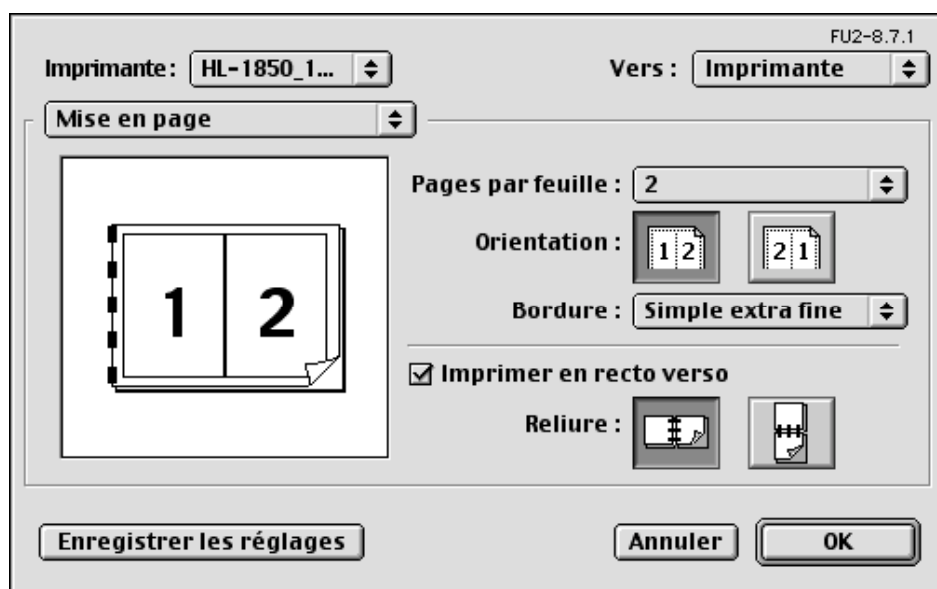 FU2-8.7.1
Imprimante: HL-1850_1... Vers : Imprimante
Mise en page
Pages par feuille : 2
1 2
Orientation : 1 2 2 1
Bordure : Simple extra fine
Imprimer en recto verso
Reliure :
Enregistrer les réglages Annuler OK